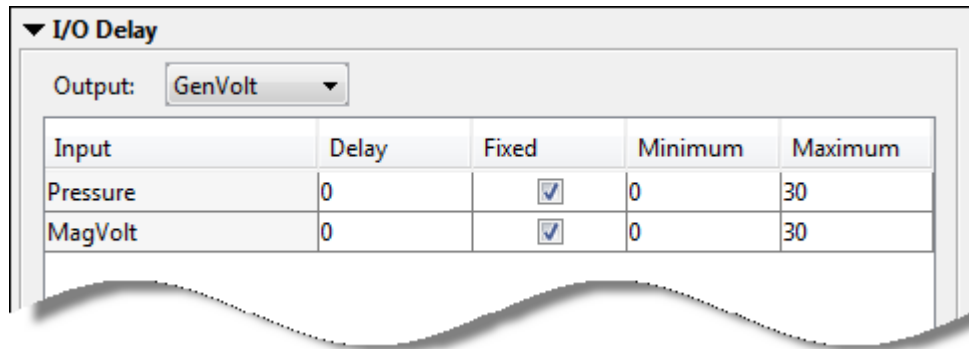 I/O Delay
Output: GenVolt
Input Delay Fixed Minimum Maximum
Pressure 0 0 30
MagVolt 0 0 30